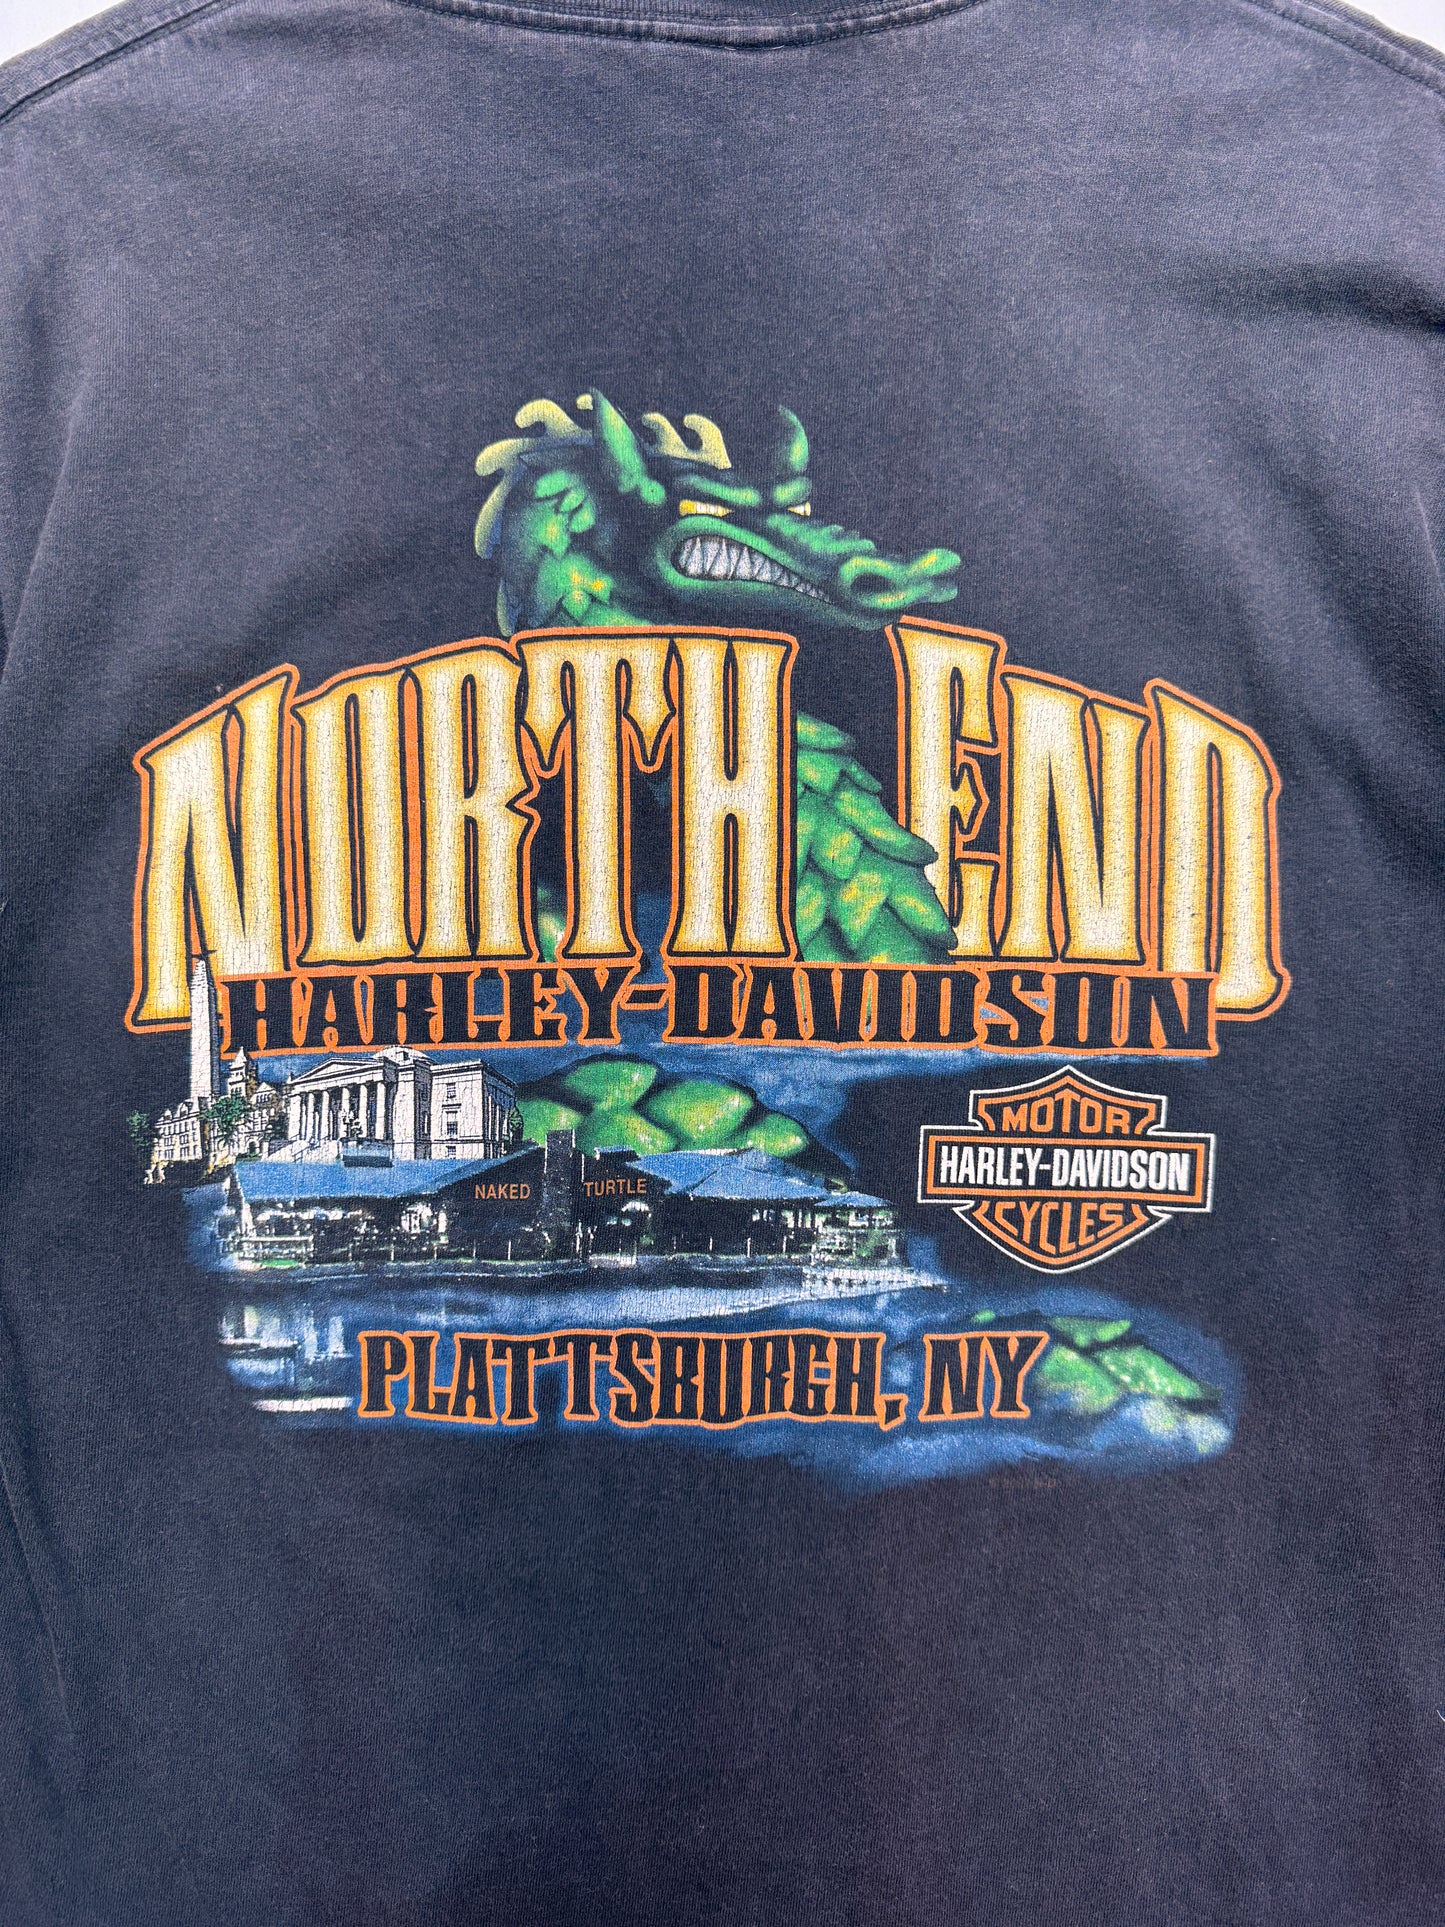 NORTH END
HARLEY-DAVIDSON
MOTOR
HARLEY-DAVIDSON
CYCLES
NAKED TURTLE
PLATTSBURGH, NY